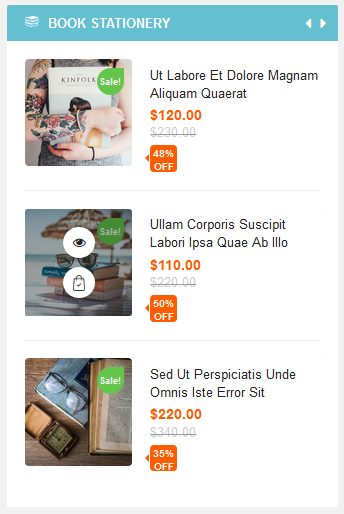 BOOK STATIONERY
KINFOLK
Sale!
Ut Labore Et Dolore Magnam
Aliquam Quaerat
$120.00
$230.00
48%
OFF
Sale!
Ullam Corporis Suscipit
Labori Ipsa Quae Ab Illo
$110.00
$220.00
50%
OFF
Sale!
Sed Ut Perspiciatis Unde
Omnis Iste Error Sit
$220.00
$340.00
35%
OFF